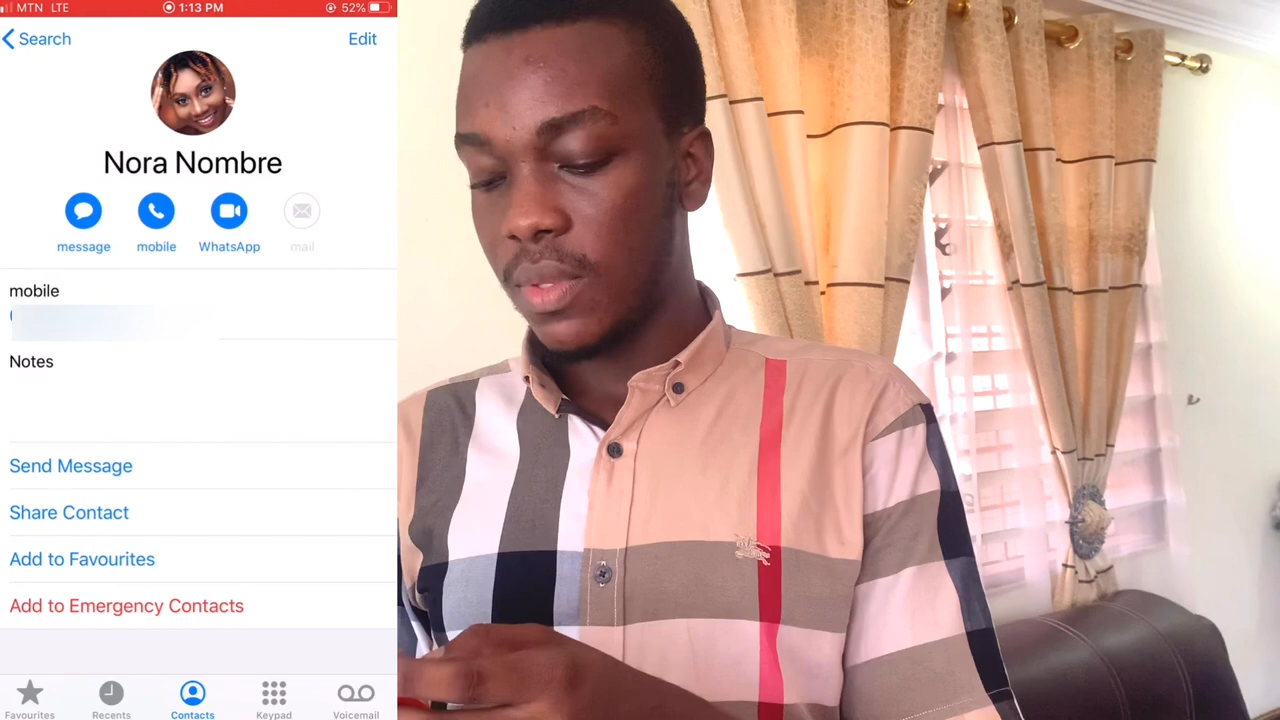 MTN LTE 1:13 PM 52%
Search Edit
Nora Nombre
message mobile WhatsApp mail
mobile
Notes
Send Message
Share Contact
Add to Favourites
Add to Emergency Contacts
Favourites Recents Contacts Keypad Voicemail